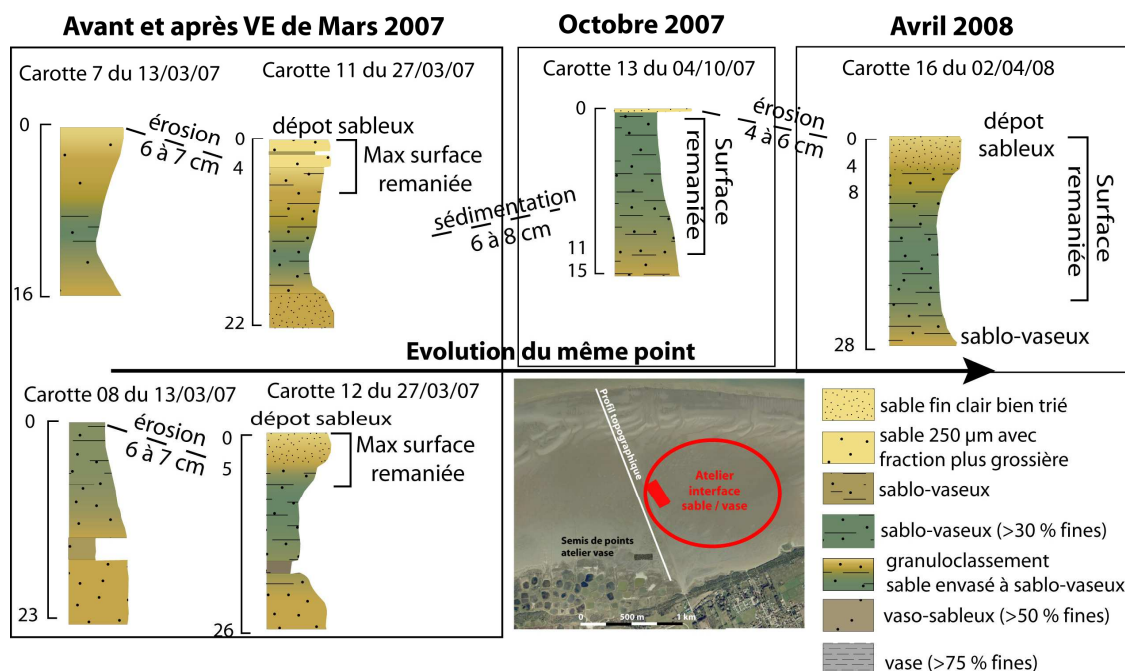 Avant et après VE de Mars 2007
Octobre 2007
Avril 2008
Carotte 7 du 13/03/07
Carotte 11 du 27/03/07
Carotte 13 du 04/10/07
Carotte 16 du 02/04/08
0
16
érosion
6 à 7 cm
dépot sableux
0
4
22
Max surface
remaniée
sédimentation
6 à 8 cm
0
11
15
Surface
remaniée
érosion
4 à 6 cm
0
4
8
28
dépot
sableux
Surface
remaniée
sablo-vaseux
Evolution du même point
Carotte 08 du 13/03/07
Carotte 12 du 27/03/07
0
23
érosion
6 à 7 cm
dépot sableux
0
5
26
Max surface
remaniée
Profil topographique
Atelier
interface
sable / vase
Semis de points
atelier vase
0 500 m 1 km
sable fin clair bien trié
sable 250 µm avec
fraction plus grossière
sablo-vaseux
sablo-vaseux (>30 % fines)
granuloclassement
sable envasé à sablo-vaseux
vaso-sableux (>50 % fines)
vase (>75 % fines)